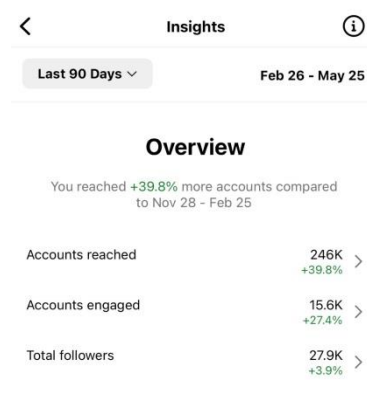 Insights
Last 90 Days
Feb 26 - May 25
Overview
You reached +39.8% more accounts compared
to Nov 28 - Feb 25
Accounts reached
246K
+39.8%
Accounts engaged
15.6K
+27.4%
Total followers
27.9K
+3.9%